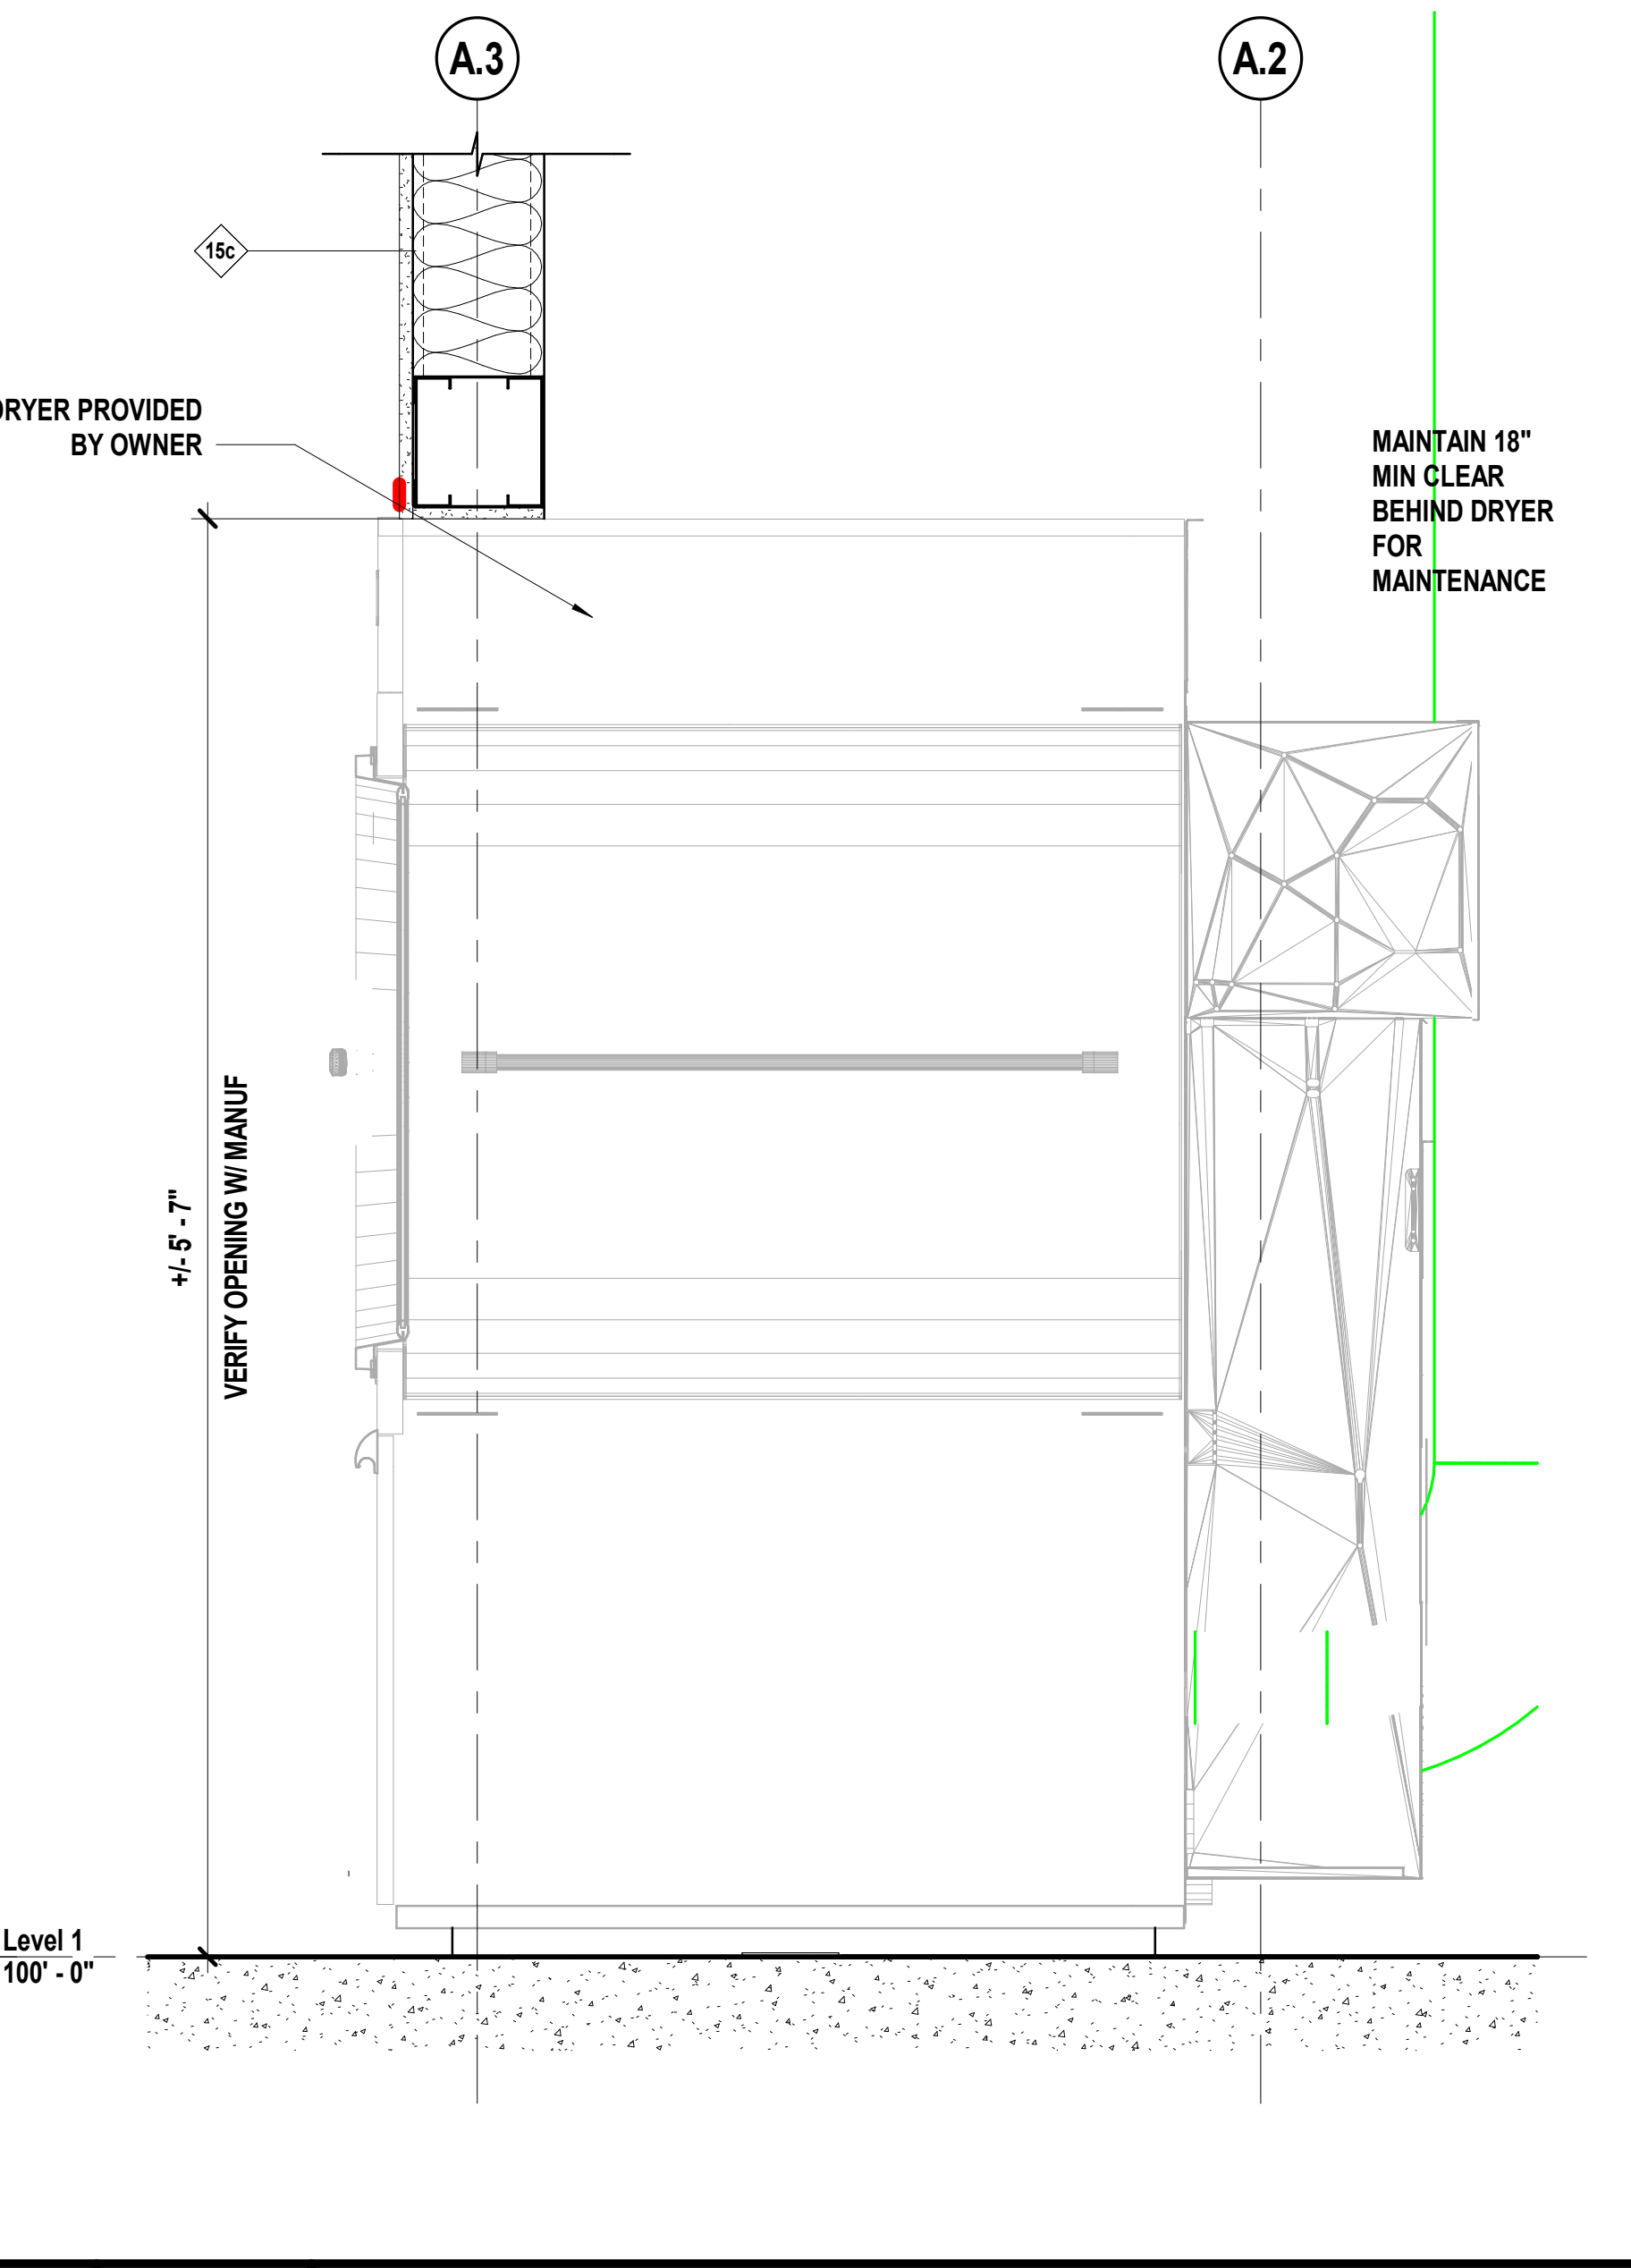 A.3
A.2
15c
DRYER PROVIDED
BY OWNER
MAINTAIN 18"
MIN CLEAR
BEHIND DRYER
FOR
MAINTENANCE
+/- 5' - 7"
VERIFY OPENING W/ MANUF
Level 1
100' - 0"